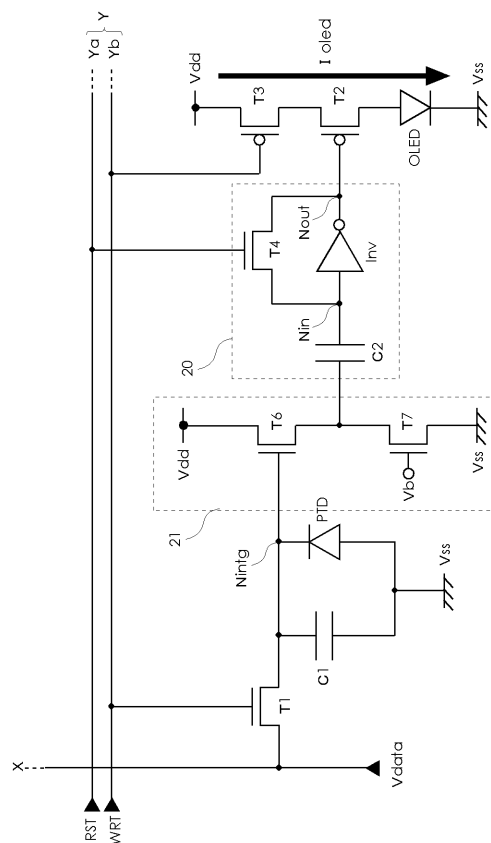 Y
Ya
Yb
X
RST
WRT
Vdata
T1
C1
Nintg
PTD
Vss
21
Vdd
T6
T7
Vb
Vss
20
Nin
C2
T4
Inv
Nout
Vdd
T3
T2
OLED
Vss
I oled